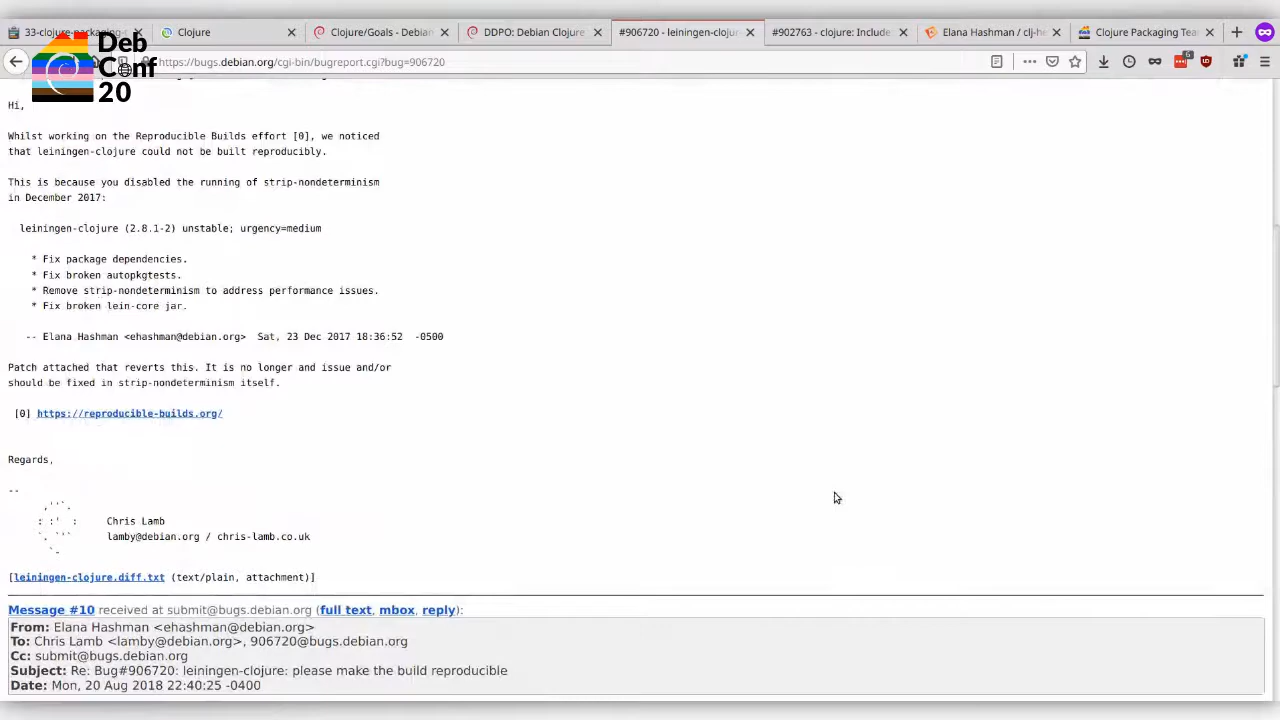 33-clojure-packaging
Clojure
Clojure/Goals - Debian
DDPO: Debian Clojure
#906720 - leiningen-cloju
#902763 - clojure: Include
Elana Hashman / clj-he
Clojure Packaging Tea
Deb
Conf
20
https://bugs.debian.org/cgi-bin/bugreport.cgi?bug=906720
6
Hi,
Whilst working on the Reproducible Builds effort [0], we noticed
that leiningen-clojure could not be built reproducibly.
This is because you disabled the running of strip-nondeterminism
in December 2017:
leiningen-clojure (2.8.1-2) unstable; urgency=medium
* Fix package dependencies.
* Fix broken autopkgtests.
* Remove strip-nondeterminism to address performance issues.
* Fix broken lein-core jar.
-- Elana Hashman <ehashman@debian.org>  Sat, 23 Dec 2017 18:36:52  -0500
Patch attached that reverts this. It is no longer and issue and/or
should be fixed in strip-nondeterminism itself.
[0] https://reproducible-builds.org/
Regards,
--
,''`.
: :'  :     Chris Lamb
`. `'`      lamby@debian.org / chris-lamb.co.uk
`-
[leiningen-clojure.diff.txt (text/plain, attachment)]
Message #10 received at submit@bugs.debian.org (full text, mbox, reply):
From: Elana Hashman <ehashman@debian.org>
To: Chris Lamb <lamby@debian.org>, 906720@bugs.debian.org
Cc: submit@bugs.debian.org
Subject: Re: Bug#906720: leiningen-clojure: please make the build reproducible
Date: Mon, 20 Aug 2018 22:40:25 -0400